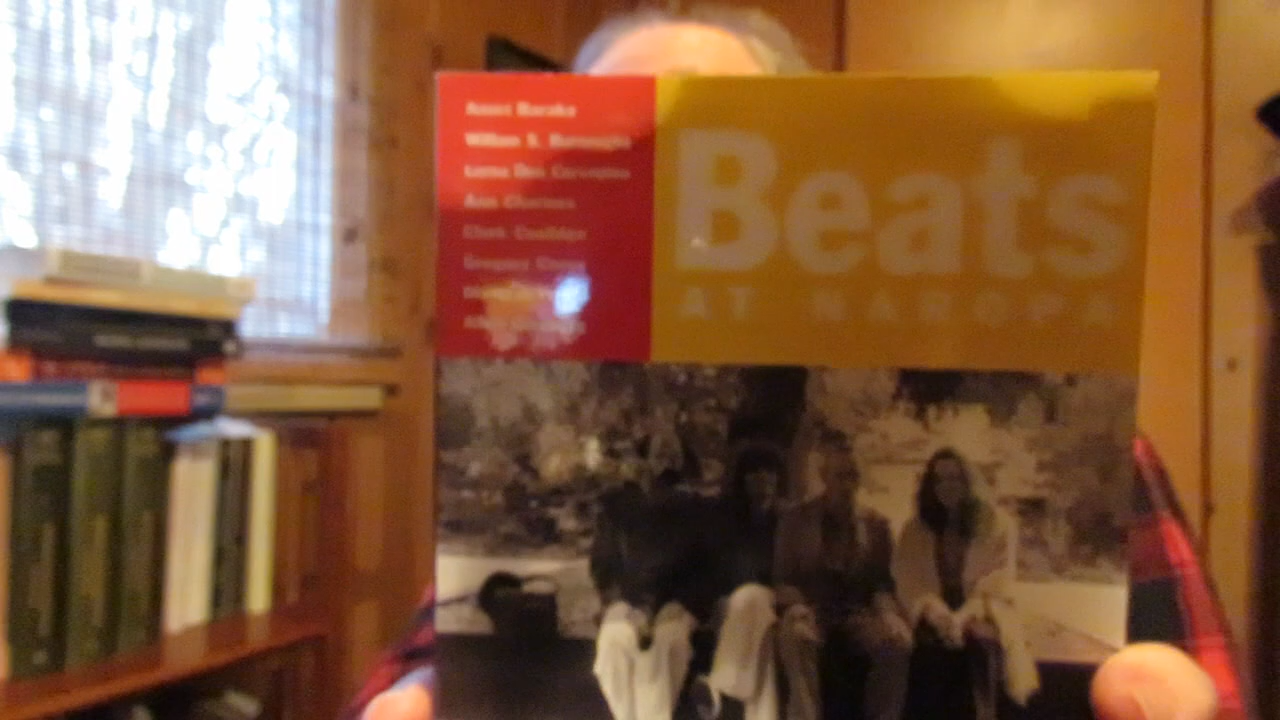 Amiri Baraka
William S. Burroughs
Lorna Dee Cervantes
Ann Charters
Clark Coolidge
Gregory Corso
Beats
AT NAROPA